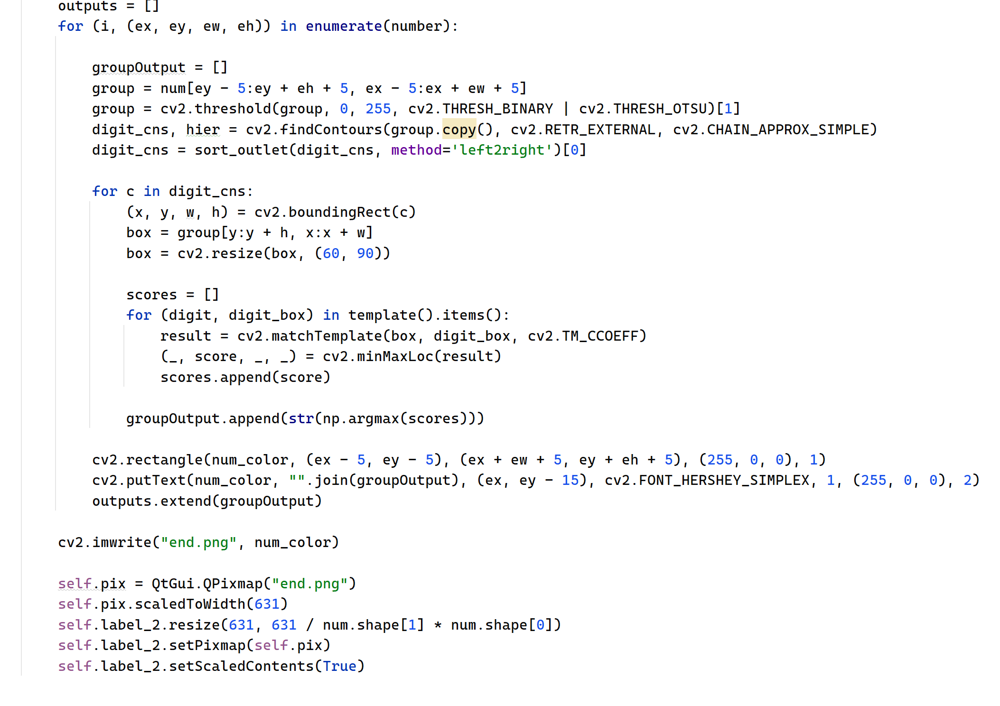 outputs = []
for (i, (ex, ey, ew, eh)) in enumerate(number):
groupOutput = []
group = num[ey - 5:ey + eh + 5, ex - 5:ex + ew + 5]
group = cv2.threshold(group, 0, 255, cv2.THRESH_BINARY | cv2.THRESH_OTSU)[1]
digit_cns, hier = cv2.findContours(group.copy(), cv2.RETR_EXTERNAL, cv2.CHAIN_APPROX_SIMPLE)
digit_cns = sort_outlet(digit_cns, method='left2right')[0]
for c in digit_cns:
(x, y, w, h) = cv2.boundingRect(c)
box = group[y:y + h, x:x + w]
box = cv2.resize(box, (60, 90))
scores = []
for (digit, digit_box) in template().items():
result = cv2.matchTemplate(box, digit_box, cv2.TM_CCOEFF)
(_, score, _, _) = cv2.minMaxLoc(result)
scores.append(score)
groupOutput.append(str(np.argmax(scores)))
cv2.rectangle(num_color, (ex - 5, ey - 5), (ex + ew + 5, ey + eh + 5), (255, 0, 0), 1)
cv2.putText(num_color, "".join(groupOutput), (ex, ey - 15), cv2.FONT_HERSHEY_SIMPLEX, 1, (255, 0, 0), 2)
outputs.extend(groupOutput)
cv2.imwrite("end.png", num_color)
self.pix = QtGui.QPixmap("end.png")
self.pix.scaledToWidth(631)
self.label_2.resize(631, 631 / num.shape[1] * num.shape[0])
self.label_2.setPixmap(self.pix)
self.label_2.setScaledContents(True)